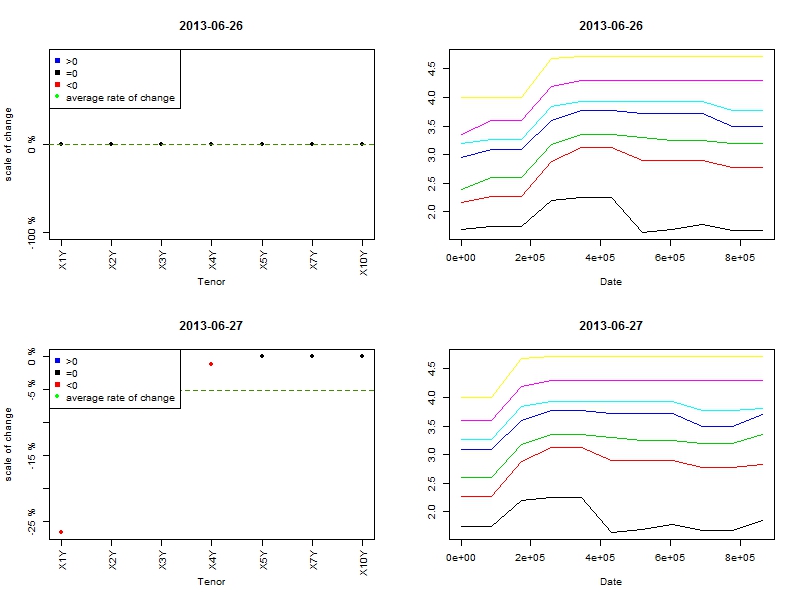 2013-06-26
>0
=0
<0
average rate of change
scale of change
0 %
-100 %
X1Y X2Y X3Y X4Y X5Y X7Y X10Y
Tenor
2013-06-26
4.5
4.0
3.5
3.0
2.5
2.0
0e+00 2e+05 4e+05 6e+05 8e+05
Date
2013-06-27
>0
=0
<0
average rate of change
scale of change
0 %
-5 %
-15 %
-25 %
X1Y X2Y X3Y X4Y X5Y X7Y X10Y
Tenor
2013-06-27
4.5
4.0
3.5
3.0
2.5
2.0
0e+00 2e+05 4e+05 6e+05 8e+05
Date